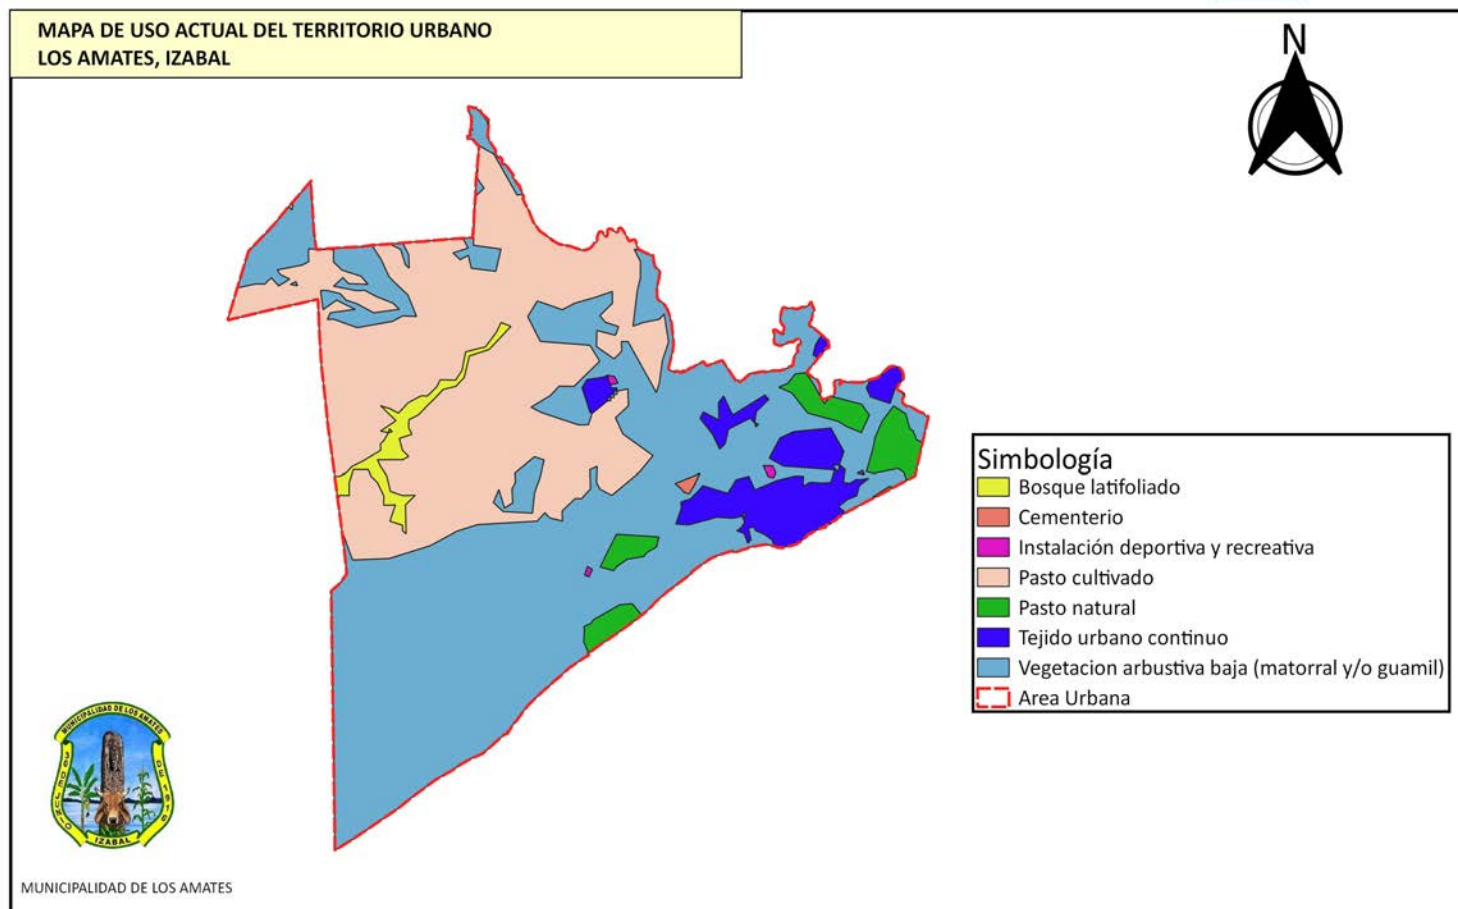 MAPA DE USO ACTUAL DEL TERRITORIO URBANO
LOS AMATES, IZABAL
N
Simbología
Bosque latifoliado
Cementerio
Instalación deportiva y recreativa
Pasto cultivado
Pasto natural
Tejido urbano continuo
Vegetacion arbustiva baja (matorral y/o guamil)
Area Urbana
MUNICIPALIDAD DE LOS AMATES
IZABAL
MUNICIPALIDAD DE LOS AMATES